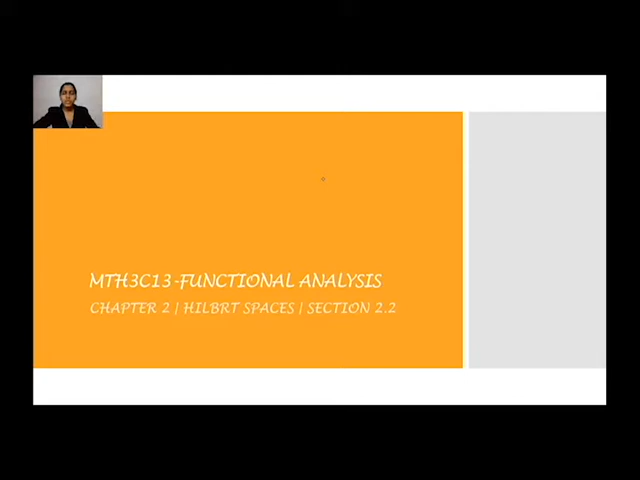 MTH3C13-FUNCTIONAL ANALYSIS
CHAPTER 2 | HILBRT SPACES | SECTION 2.2